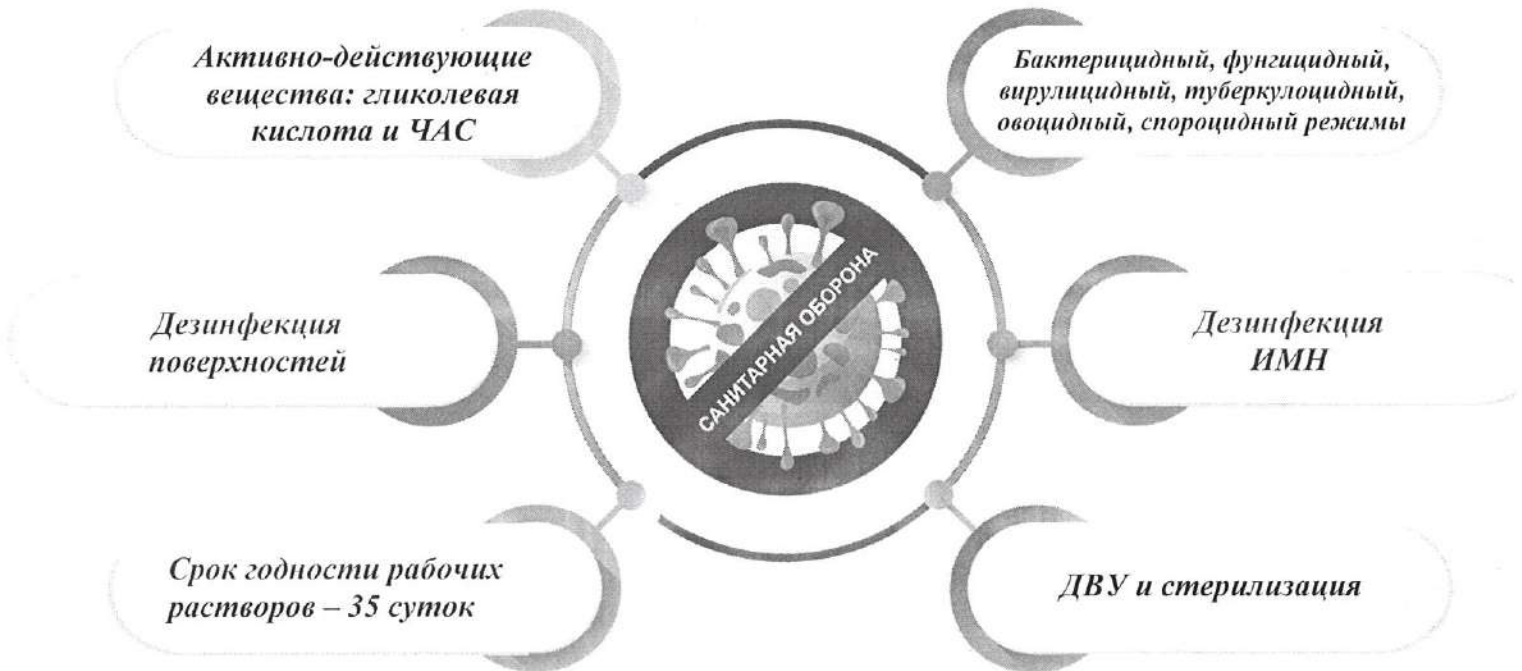 Активно-действующие
вещества: гликолевая
кислота и ЧАС
Бактерицидный, фунгицидный,
вирулицидный, туберкулоцидный,
овоцидный, спороцидный режимы
Дезинфекция
поверхностей
САНИТАРНАЯ ОБОРОНА
Дезинфекция
ИМН
Срок годности рабочих
растворов – 35 суток
ДВУ и стерилизация